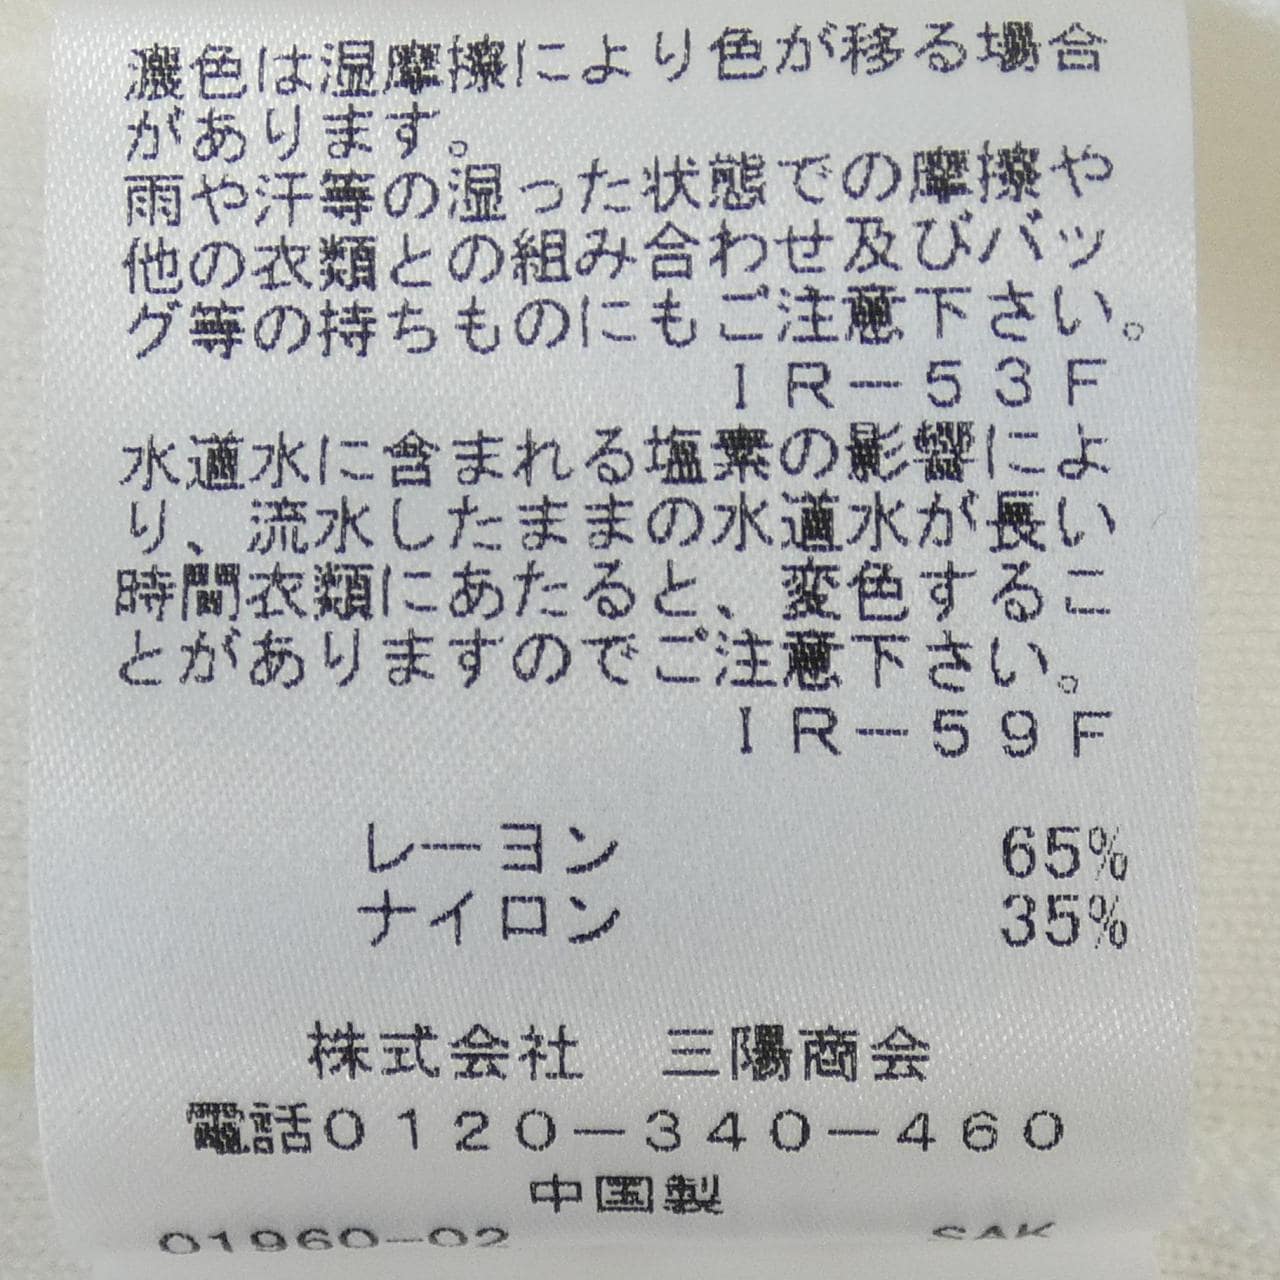 濃色は湿摩擦により色が移る場合
があります。
雨や汗等の湿った状態での摩擦や
他の衣類との組み合わせ及びバッ
グ等の持ちものにもご注意下さい。
ＩＲ－５３Ｆ
水道水に含まれる塩素の影響によ
り、流水したままの水道水が長い
時間衣類にあたると、変色するこ
とがありますのでご注意下さい。
ＩＲ－５９Ｆ
レーヨン 65%
ナイロン 35%
株式会社　三陽商会
電話０１２０－３４０－４６０
中国製
01960-02 SAK